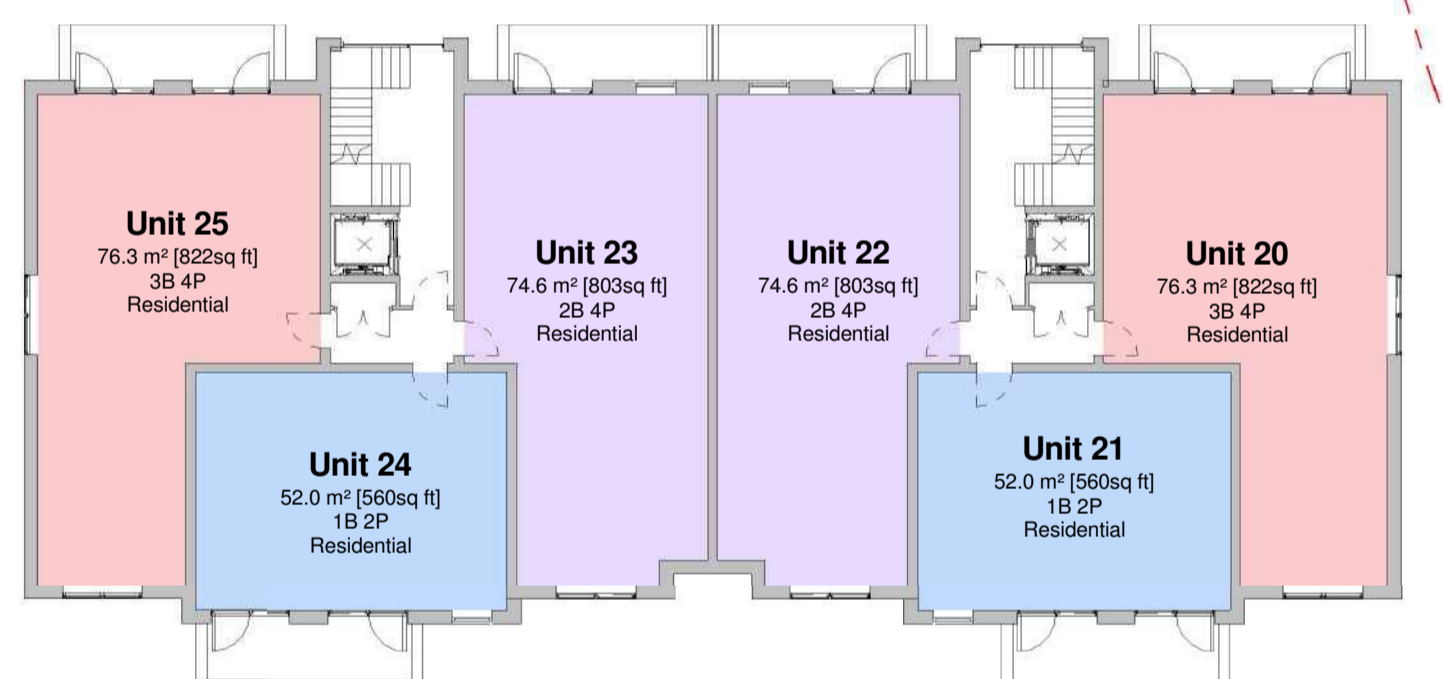 Unit 25
76.3 m² [822sq ft]
3B 4P
Residential
Unit 23
74.6 m² [803sq ft]
2B 4P
Residential
Unit 22
74.6 m² [803sq ft]
2B 4P
Residential
Unit 20
76.3 m² [822sq ft]
3B 4P
Residential
Unit 24
52.0 m² [560sq ft]
1B 2P
Residential
Unit 21
52.0 m² [560sq ft]
1B 2P
Residential